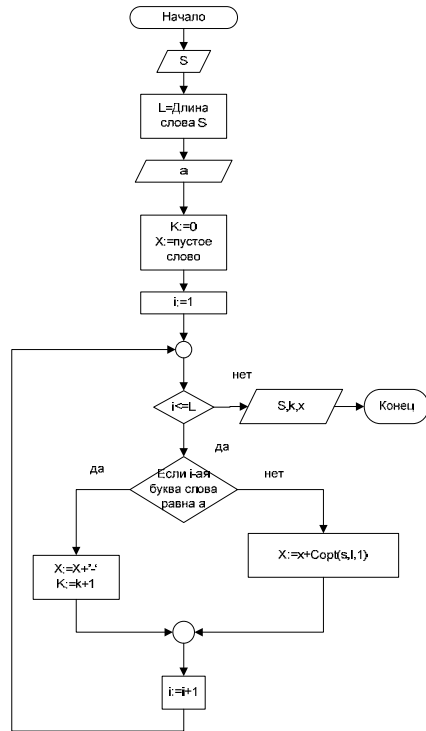 Начало
S
L=Длина
слова S
a
K:=0
X:=пустое
слово
i:=1
нет
i<=L
S,k,x
Конец
да
да
Если i-ая
буква слова
равна a
нет
X:=X+'-'
K:=k+1
X:=x+Copt(s,I,1)
i:=i+1